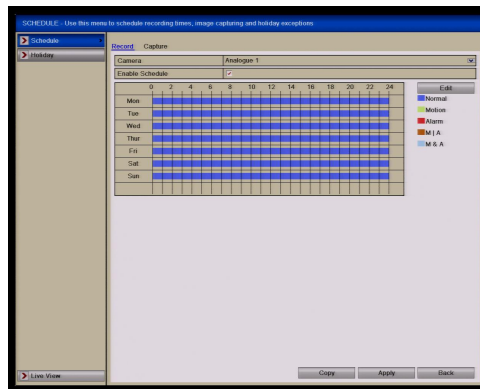 SCHEDULE - Use this menu to schedule recording times, image capturing and holiday exceptions
Schedule
Holiday
Record Capture
Camera Analogue 1
Enable Schedule
0 2 4 6 8 10 12 14 16 18 20 22 24
Edit
Mon
Tue
Wed
Thur
Fri
Sat
Sun
Normal
Motion
Alarm
M | A
M & A
Live View
Copy Apply Back